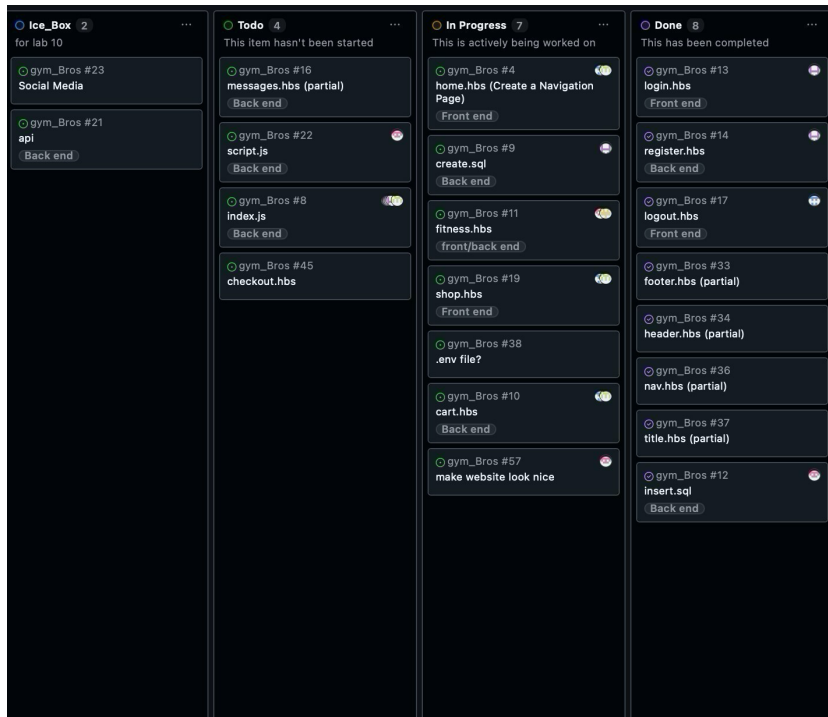 Ice_Box 2 ...
for lab 10
gym_Bros #23
Social Media
gym_Bros #21
api
Back end
Todo 4 ...
This item hasn't been started
gym_Bros #16
messages.hbs (partial)
Back end
gym_Bros #22
script.js
Back end
gym_Bros #8
index.js
Back end
gym_Bros #45
checkout.hbs
In Progress 7 ...
This is actively being worked on
gym_Bros #4
home.hbs (Create a Navigation
Page)
Front end
gym_Bros #9
create.sql
Back end
gym_Bros #11
fitness.hbs
front/back end
gym_Bros #19
shop.hbs
Front end
gym_Bros #38
.env file?
gym_Bros #10
cart.hbs
Back end
gym_Bros #57
make website look nice
Done 8 ...
This has been completed
gym_Bros #13
login.hbs
Front end
gym_Bros #14
register.hbs
Back end
gym_Bros #17
logout.hbs
Front end
gym_Bros #33
footer.hbs (partial)
gym_Bros #34
header.hbs (partial)
gym_Bros #36
nav.hbs (partial)
gym_Bros #37
title.hbs (partial)
gym_Bros #12
insert.sql
Back end